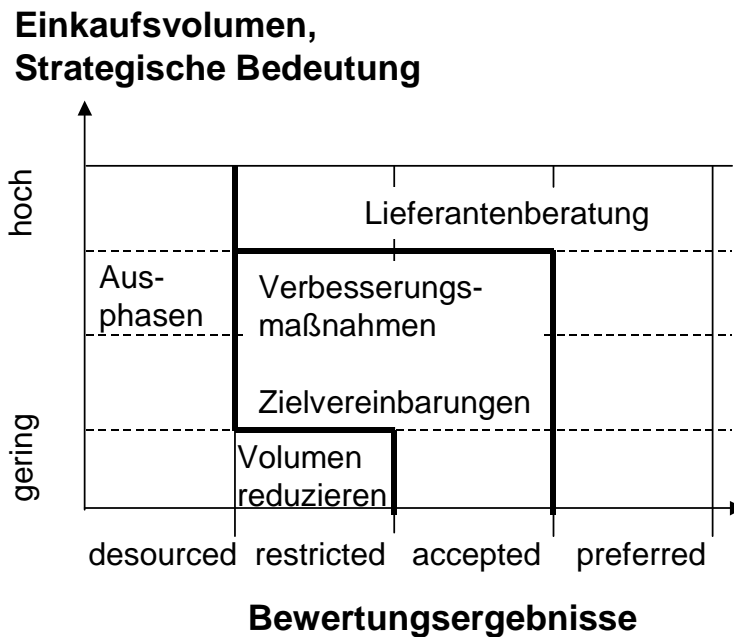 Einkaufsvolumen,
Strategische Bedeutung
hoch
Lieferantenberatung
Aus-
phasen
Verbesserungs-
maßnahmen
Zielvereinbarungen
gering
Volumen
reduzieren
desourced restricted accepted preferred
Bewertungsergebnisse